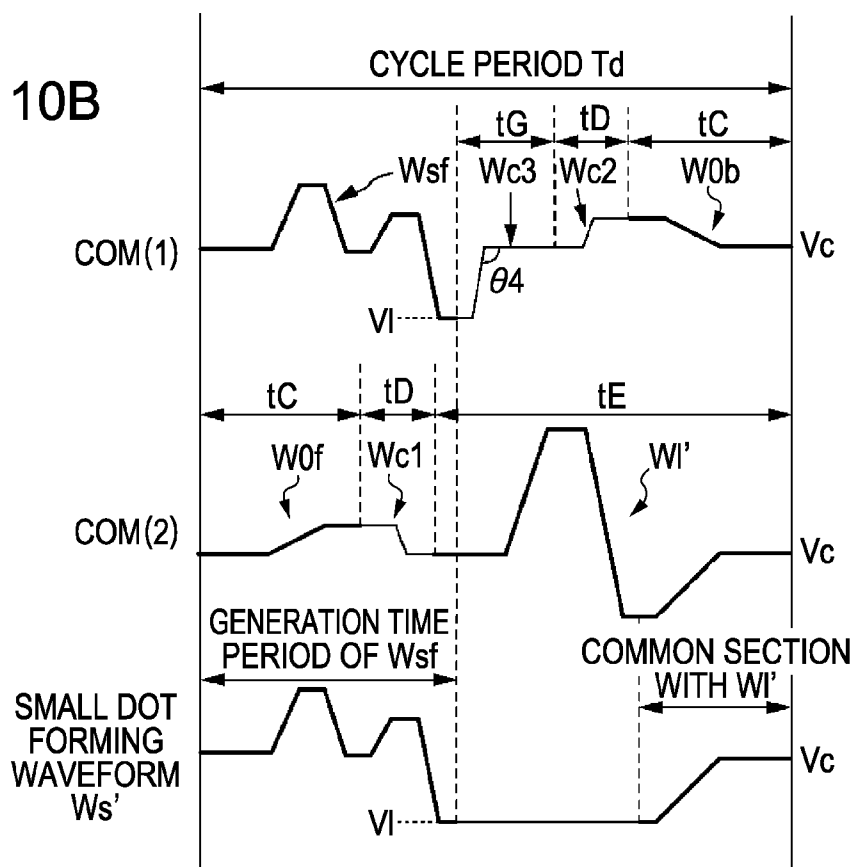 10B
CYCLE PERIOD Td
tG
tD
tC
Wsf
Wc3
Wc2
W0b
COM(1)
θ4
Vc
Vl
tC
tD
tE
W0f
Wc1
Wl’
COM(2)
Vc
GENERATION TIME
PERIOD OF Wsf
COMMON SECTION
WITH Wl’
SMALL DOT
FORMING
WAVEFORM
Ws’
Vc
Vl